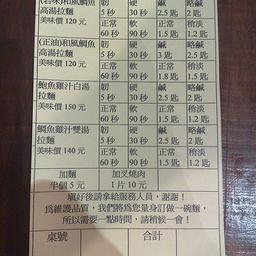 (岩味)和風鯛魚 韌 硬 鹹 略鹹
高湯拉麵 5 秒 30 秒 2.5 匙 2 匙
美味價 120 元 正常 軟 正常 稍淡
60 秒 90 秒 1.5 匙 1.2 匙
(正油)和風鯛魚 韌 硬 鹹 略鹹
高湯拉麵 5 秒 30 秒 3 匙 2.5 匙
美味價 120 元 正常 軟 正常 稍淡
60 秒 90 秒 1.8 匙 1.2 匙
鮑魚雞汁白湯 韌 硬 鹹 略鹹
拉麵 5 秒 30 秒 2.5 匙 2 匙
美味價 150 元 正常 軟 正常 稍淡
60 秒 90 秒 1.5 匙 1.2 匙
鯛魚雞汁雙湯 韌 硬 鹹 略鹹
拉麵 5 秒 30 秒 2.5 匙 2 匙
美味價 140 元 正常 軟 正常 稍淡
60 秒 90 秒 1.5 匙 1.2 匙
加麵 加叉燒肉
半個 5 元 1 片 10 元
填好後請拿給服務人員，謝謝！
為維護品質，我們將為您量身訂做一碗麵，
所以需要一點時間，請稍候一會！
桌號 合計